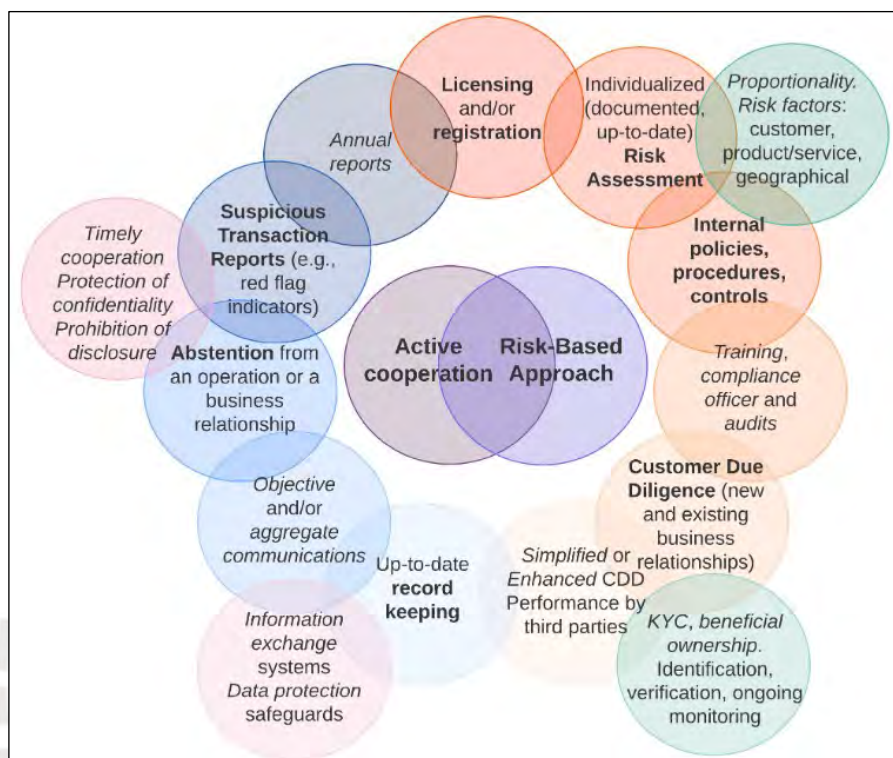 Licensing
and/or
registration
Individualized
(documented,
up-to-date)
Risk
Assessment
Proportionality.
Risk factors:
customer,
product/service,
geographical
Internal
policies,
procedures,
controls
Training,
compliance
officer and
audits
Customer Due
Diligence (new
and existing
business
relationships)
KYC, beneficial
ownership.
Identification,
verification, ongoing
monitoring
Simplified or
Enhanced CDD
Performance by
third parties
Up-to-date
record
keeping
Information
exchange
systems
Data protection
safeguards
Objective
and/or
aggregate
communications
Abstention from
an operation or a
business
relationship
Timely
cooperation
Protection of
confidentiality
Prohibition of
disclosure
Suspicious
Transaction
Reports (e.g.,
red flag
indicators)
Annual
reports
Active
cooperation
Risk-Based
Approach